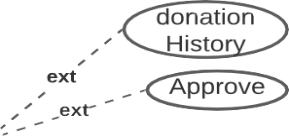 donation
History
ext
Approve
ext